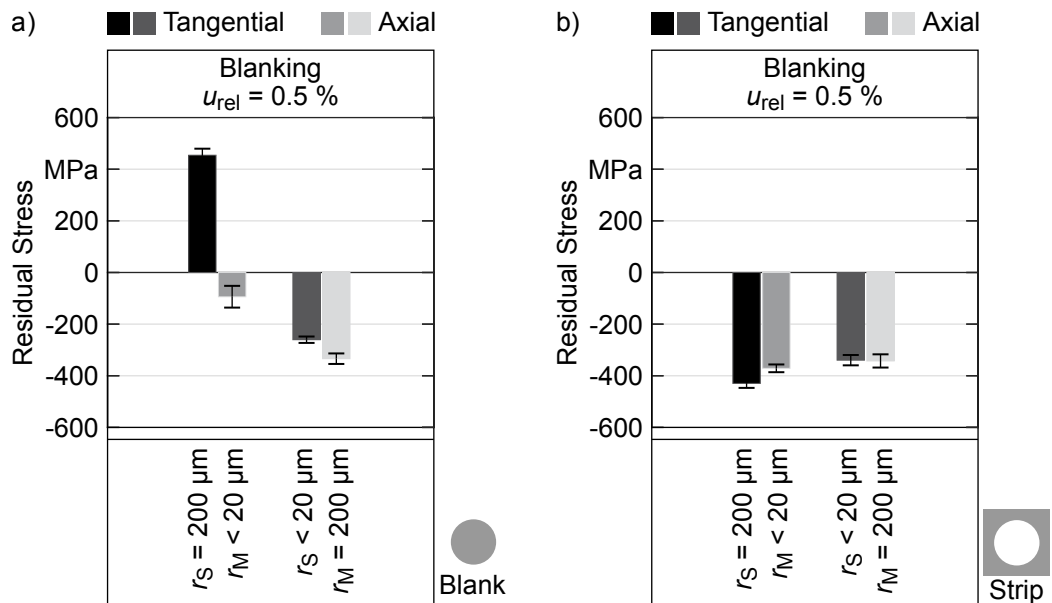 a)
Tangential Axial
Blanking
u_rel = 0.5 %
600
MPa
200
0
-200
-400
-600
Residual Stress
r_S = 200 µm
r_M < 20 µm
r_S < 20 µm
r_M = 200 µm
Blank
b)
Tangential Axial
Blanking
u_rel = 0.5 %
600
MPa
200
0
-200
-400
-600
Residual Stress
r_S = 200 µm
r_M < 20 µm
r_S < 20 µm
r_M = 200 µm
Strip